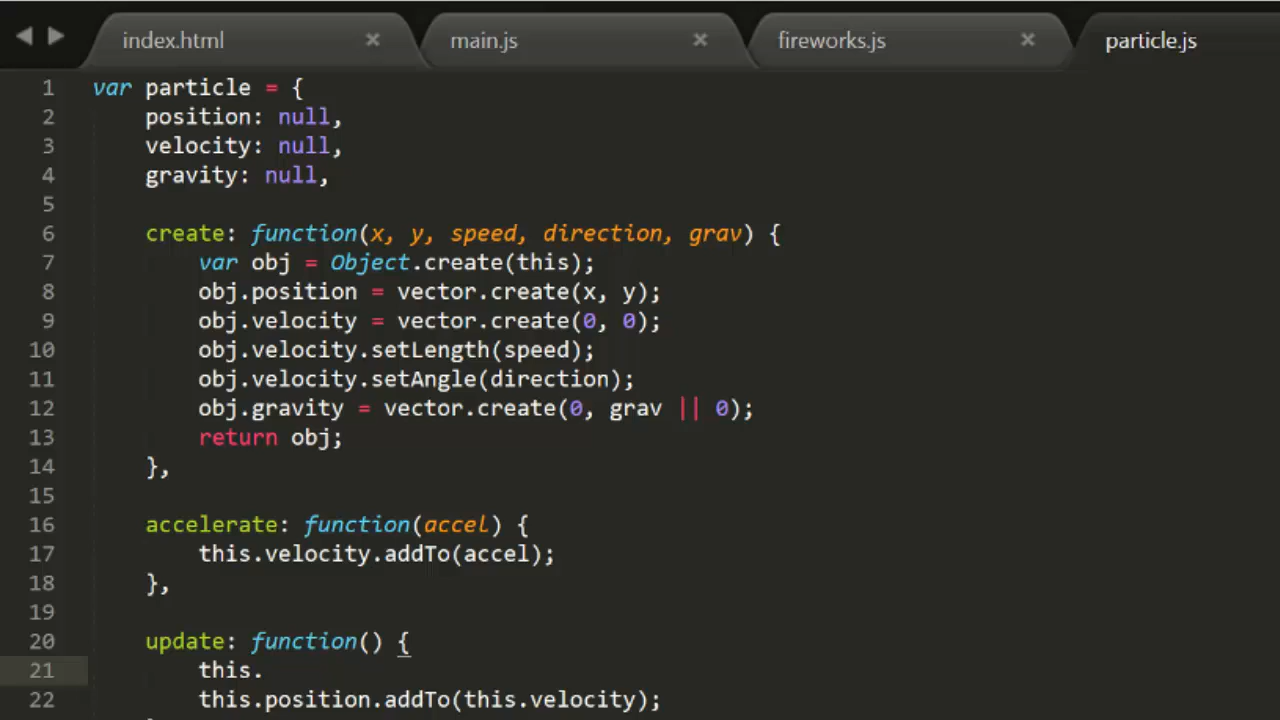 index.html × main.js × fireworks.js × particle.js
1 var particle = {
2 position: null,
3 velocity: null,
4 gravity: null,
5
6 create: function(x, y, speed, direction, grav) {
7 var obj = Object.create(this);
8 obj.position = vector.create(x, y);
9 obj.velocity = vector.create(0, 0);
10 obj.velocity.setLength(speed);
11 obj.velocity.setAngle(direction);
12 obj.gravity = vector.create(0, grav || 0);
13 return obj;
14 },
15
16 accelerate: function(accel) {
17 this.velocity.addTo(accel);
18 },
19
20 update: function() {
21 this.
22 this.position.addTo(this.velocity);